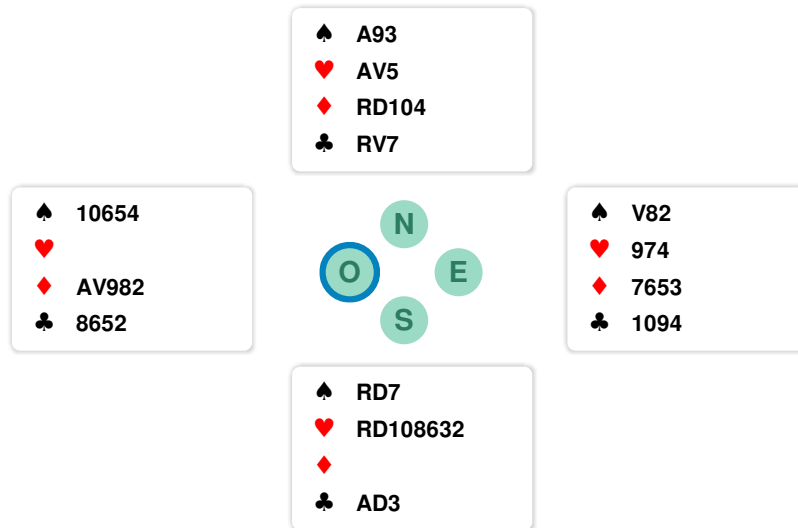 ♠ A93
♥ AV5
♦ RD104
♣ RV7
♠ 10654
♥
♦ AV982
♣ 8652
N
O E
S
♠ V82
♥ 974
♦ 7653
♣ 1094
♠ RD7
♥ RD108632
♦
♣ AD3